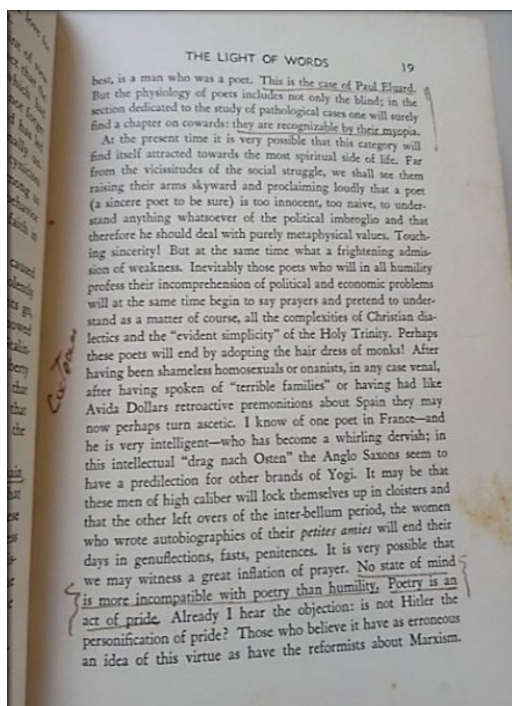 THE LIGHT OF WORDS 19
best, is a man who was a poet. This is the case of Paul Eluard.
But the physiology of poets includes not only the blind; in the
section dedicated to the study of pathological cases one will surely
find a chapter on cowards: they are recognizable by their myopia.
At the present time it is very possible that this category will
find itself attracted towards the most spiritual side of life. Far
from the vicissitudes of the social struggle, we shall see them
raising their arms skyward and proclaiming loudly that a poet
(a sincere poet to be sure) is too innocent, too naive, to under-
stand anything whatsoever of the political imbroglio and that
therefore he should deal with purely metaphysical values. Touch-
ing sincerity! But at the same time what a frightening admis-
sion of weakness. Inevitably those poets who will in all humility
profess their incomprehension of political and economic problems
will at the same time begin to say prayers and pretend to under-
stand as a matter of course, all the complexities of Christian dia-
lectics and the "evident simplicity" of the Holy Trinity. Perhaps
these poets will end by adopting the hair dress of monks! After
having been shameless homosexuals or onanists, in any case venal,
after having spoken of "terrible families" or having had like
Avida Dollars retroactive premonitions about Spain they may
now perhaps turn ascetic. I know of one poet in France—and
he is very intelligent—who has become a whirling dervish; in
this intellectual "drag nach Osten" the Anglo Saxons seem to
have a predilection for other brands of Yogi. It may be that
these men of high caliber will lock themselves up in cloisters and
that the other left overs of the inter-bellum period, the women
who wrote autobiographies of their petites amies will end their
days in genuflections, fasts, penitences. It is very possible that
we may witness a great inflation of prayer. No state of mind
is more incompatible with poetry than humility. Poetry is an
act of pride. Already I hear the objection: is not Hitler the
personification of pride? Those who believe it have as erroneous
an idea of this virtue as have the reformists about Marxism.